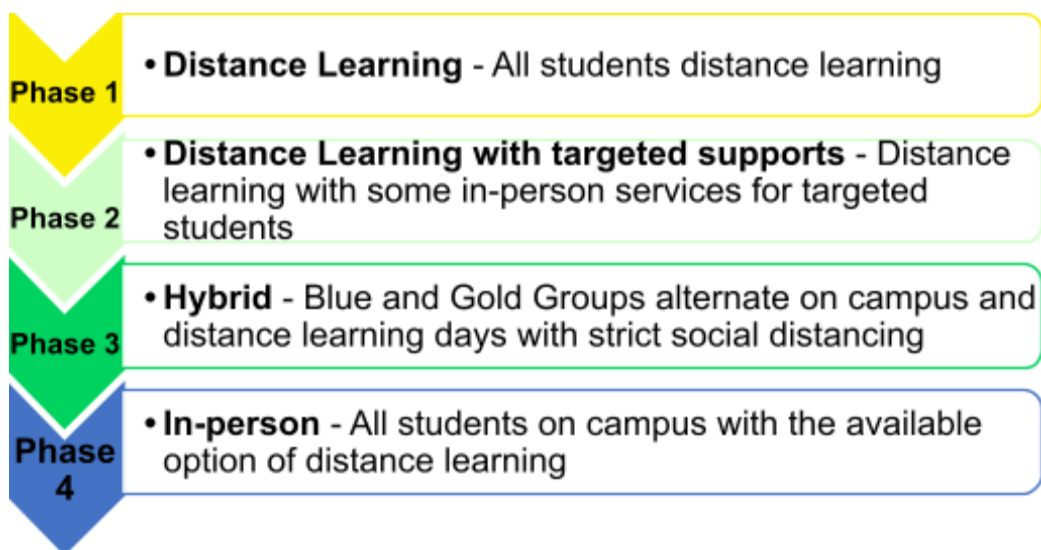 Phase 1
• Distance Learning - All students distance learning
Phase 2
• Distance Learning with targeted supports - Distance
learning with some in-person services for targeted
students
Phase 3
• Hybrid - Blue and Gold Groups alternate on campus and
distance learning days with strict social distancing
Phase
4
• In-person - All students on campus with the available
option of distance learning